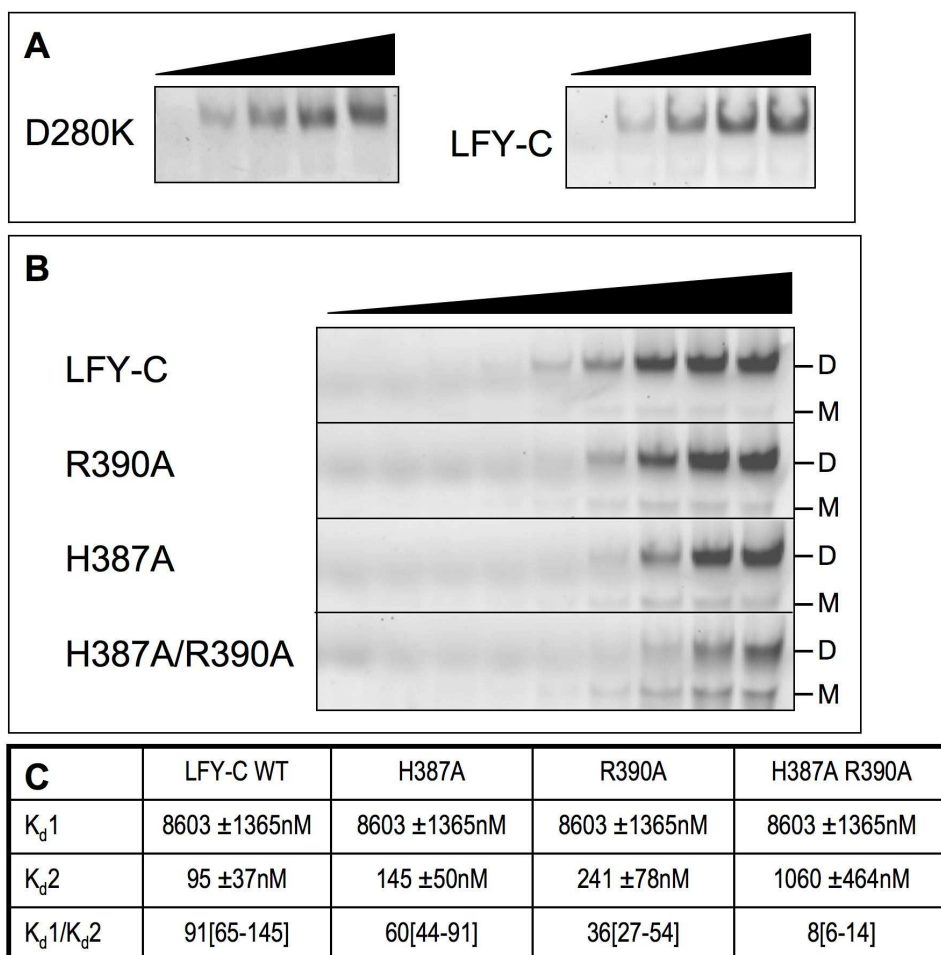 A
D280K
LFY-C
B
LFY-C
D
M
R390A
D
M
H387A
D
M
H387A/R390A
D
M
C LFY-C WT H387A R390A H387A R390A
Kd1 8603 ±1365nM 8603 ±1365nM 8603 ±1365nM 8603 ±1365nM
Kd2 95 ±37nM 145 ±50nM 241 ±78nM 1060 ±464nM
Kd1/Kd2 91[65-145] 60[44-91] 36[27-54] 8[6-14]